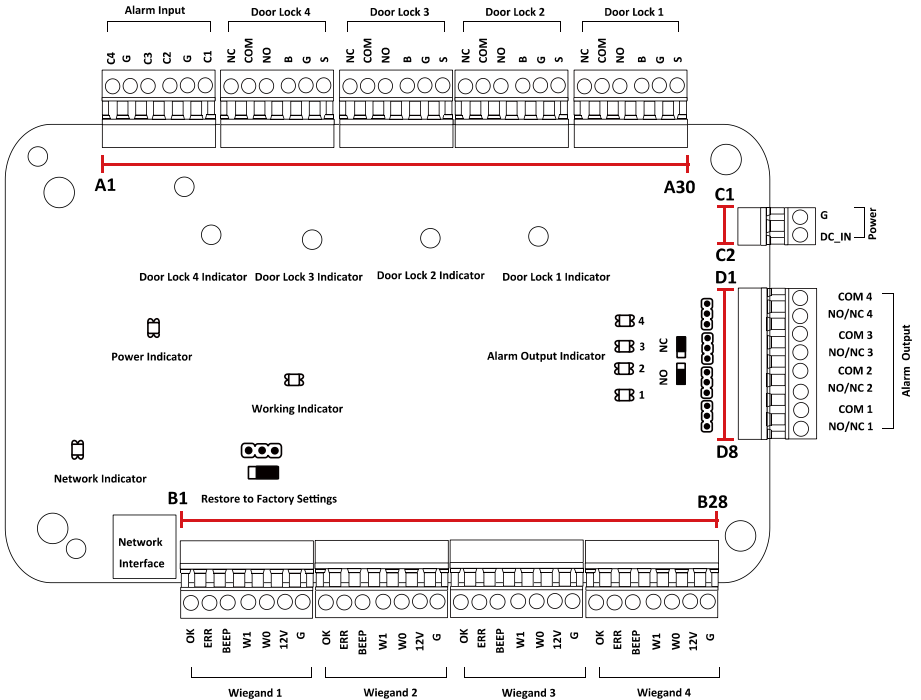 Alarm Input
Door Lock 4
Door Lock 3
Door Lock 2
Door Lock 1
C4 G C3 C2 G C1
NC COM NO B G S
NC COM NO B G S
NC COM NO B G S
NC COM NO B G S
A1
A30
C1
G
DC_IN
Power
C2
Door Lock 4 Indicator
Door Lock 3 Indicator
Door Lock 2 Indicator
Door Lock 1 Indicator
D1
COM 4
NO/NC 4
COM 3
NO/NC 3
COM 2
NO/NC 2
COM 1
NO/NC 1
Alarm Output
4
3
2
1
NC
NO
Alarm Output Indicator
Power Indicator
Working Indicator
Network Indicator
D8
Restore to Factory Settings
B1
B28
Network
Interface
OK ERR BEEP W1 W0 12V G
OK ERR BEEP W1 W0 12V G
OK ERR BEEP W1 W0 12V G
OK ERR BEEP W1 W0 12V G
Wiegand 1
Wiegand 2
Wiegand 3
Wiegand 4